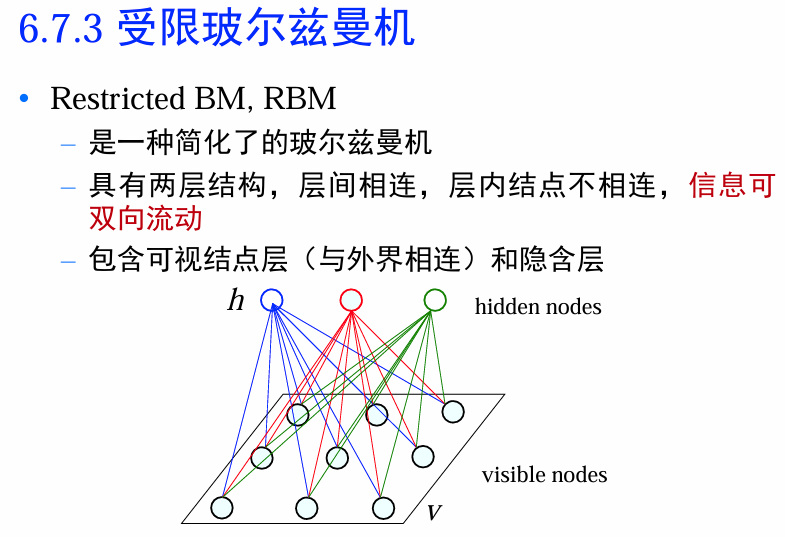 6.7.3 受限玻尔兹曼机
• Restricted BM, RBM
– 是一种简化了的玻尔兹曼机
– 具有两层结构，层间相连，层内结点不相连，信息可
双向流动
– 包含可视结点层（与外界相连）和隐含层
h
hidden nodes
visible nodes
v